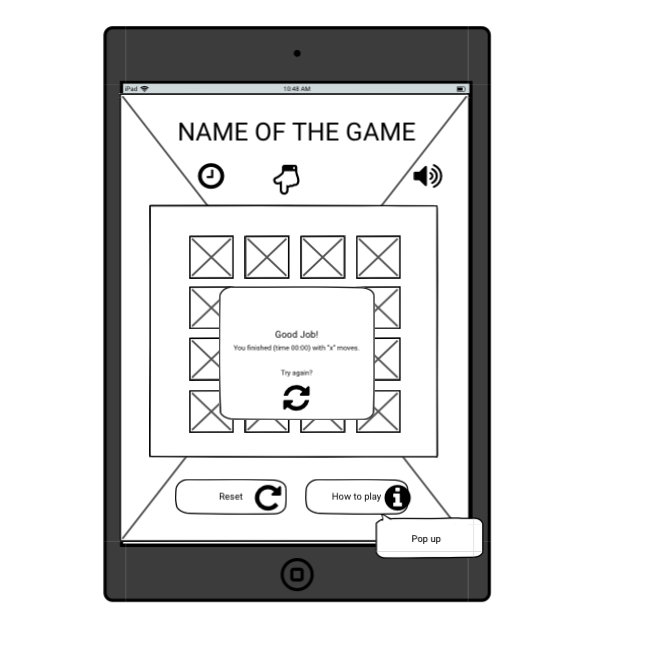 iPad
10:48 AM
NAME OF THE GAME
Good Job!
You finished (time 00:00) with "x" moves.
Try again?
Reset
How to play
Pop up